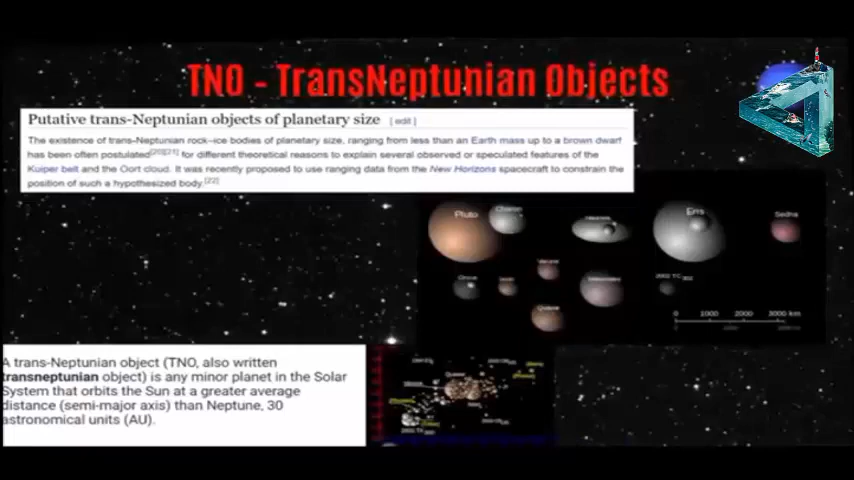 TNO - TransNeptunian Objects
Putative trans-Neptunian objects of planetary size [ edit ]
The existence of trans-Neptunian rock–ice bodies of planetary size, ranging from less than an Earth mass up to a brown dwarf
has been often postulated[20][21] for different theoretical reasons to explain several observed or speculated features of the
Kuiper belt and the Oort cloud. It was recently proposed to use ranging data from the New Horizons spacecraft to constrain the
position of such a hypothesized body.[22]
Pluto Charon Eris Sedna
Orcus Varuna
Quaoar
0 1000 2000 3000 km
A trans-Neptunian object (TNO, also written
transneptunian object) is any minor planet in the Solar
System that orbits the Sun at a greater average
distance (semi-major axis) than Neptune, 30
astronomical units (AU).